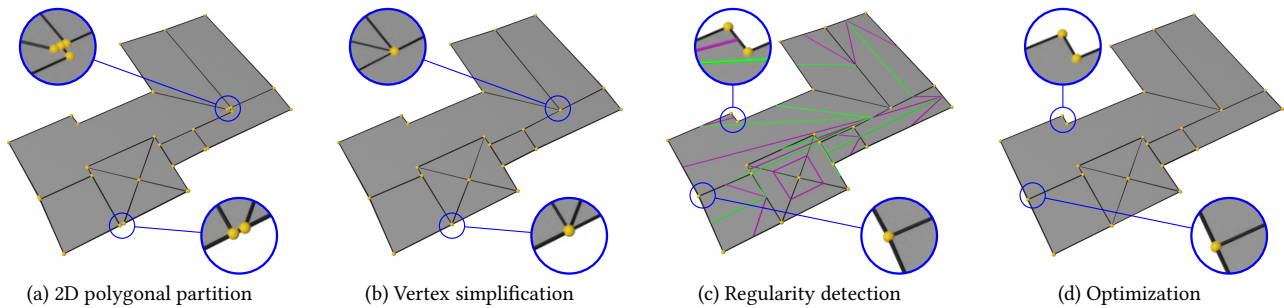 (a) 2D polygonal partition
(b) Vertex simplification
(c) Regularity detection
(d) Optimization